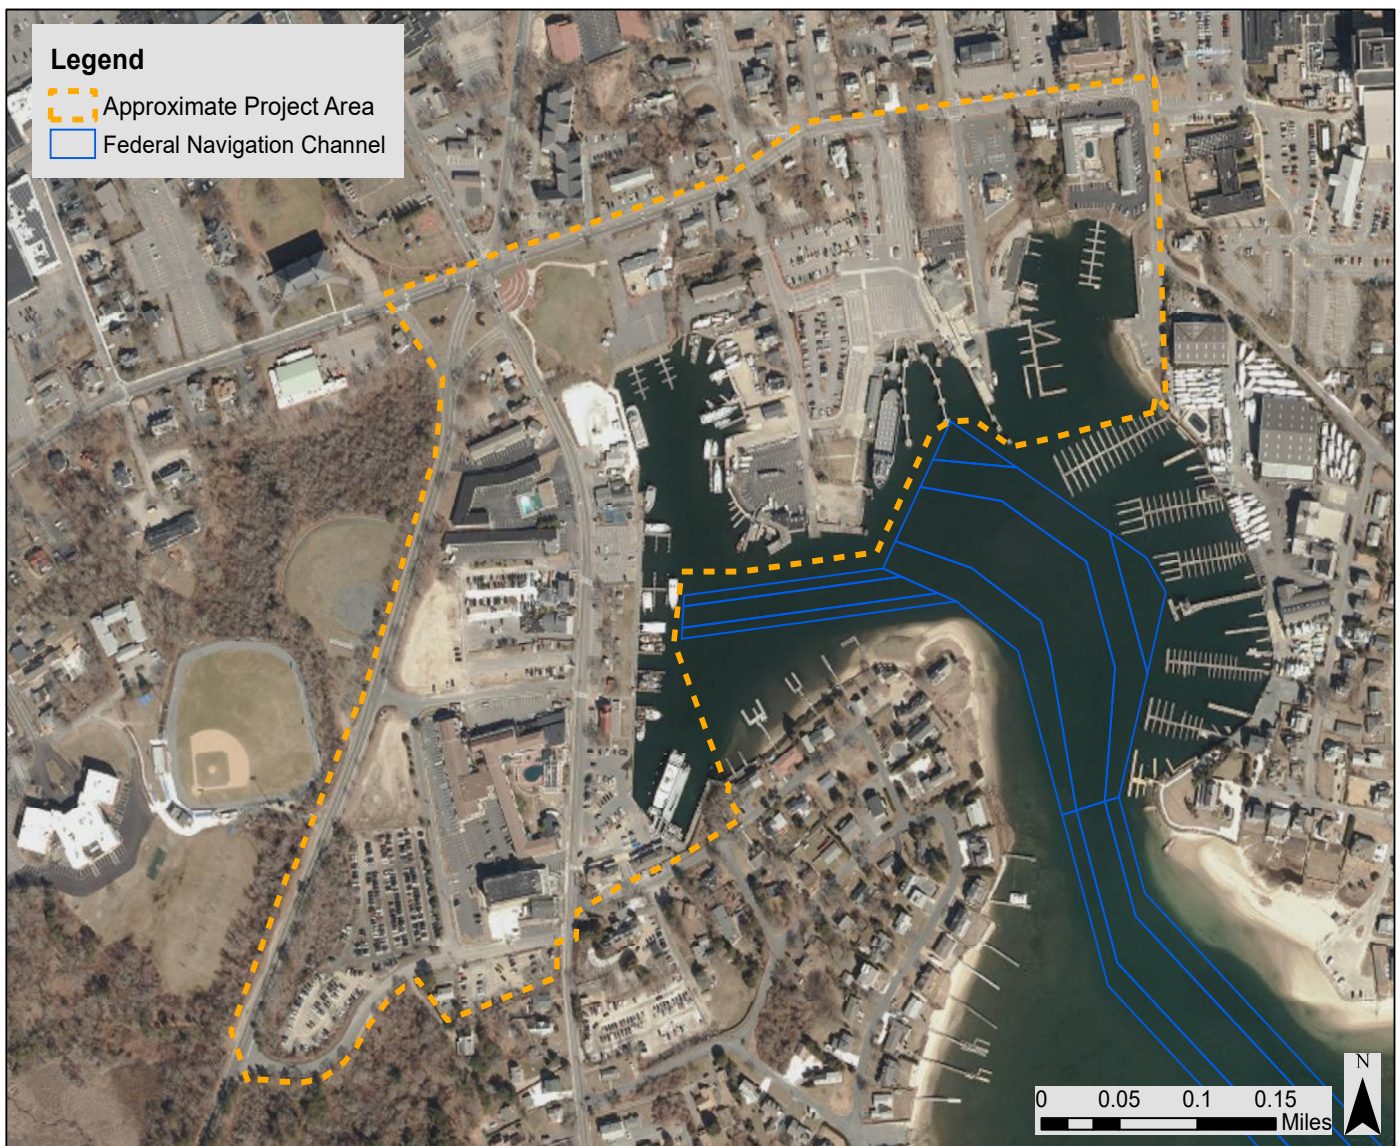 Legend
Approximate Project Area
Federal Navigation Channel
N
0 0.05 0.1 0.15
Miles